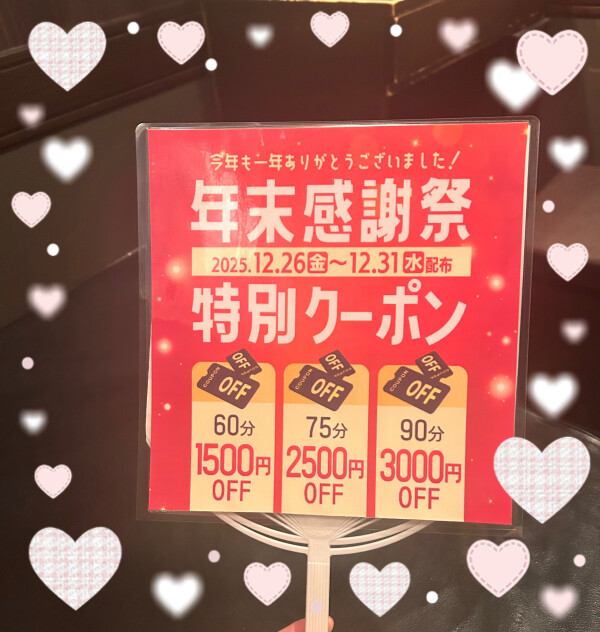 今年も一年ありがとうございました!
年末感謝祭
2025.12.26金~12.31水配布
特別クーポン
COUPON OFF OFF
60分
1500円
OFF
COUPON OFF OFF
75分
2500円
OFF
COUPON OFF OFF
90分
3000円
OFF